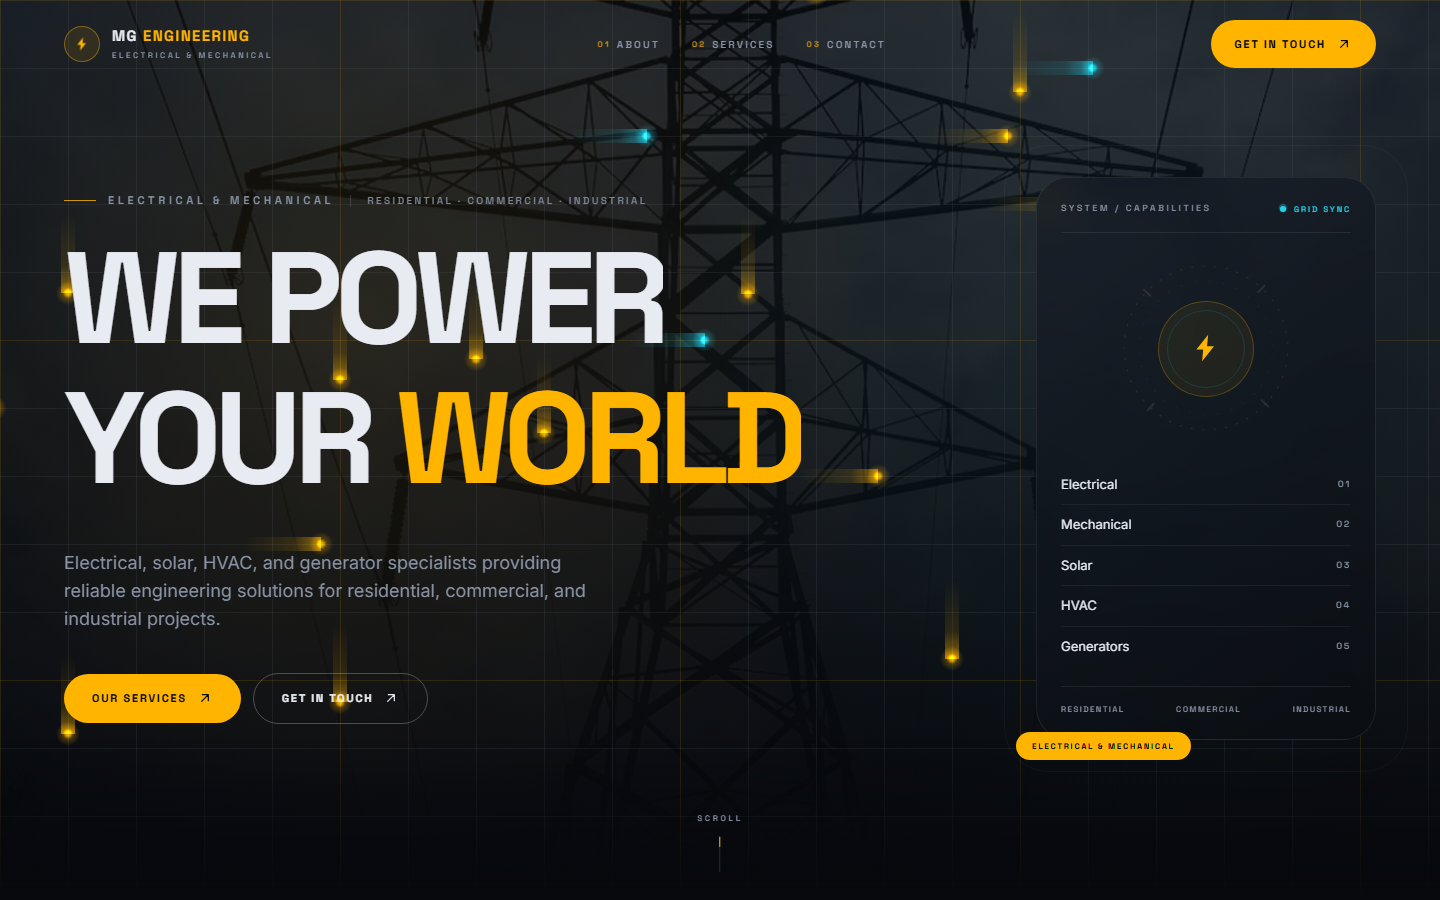 MG ENGINEERING
ELECTRICAL & MECHANICAL
01 ABOUT
02 SERVICES
03 CONTACT
GET IN TOUCH
ELECTRICAL & MECHANICAL
RESIDENTIAL · COMMERCIAL · INDUSTRIAL
WE POWER
YOUR WORLD
Electrical, solar, HVAC, and generator specialists providing
reliable engineering solutions for residential, commercial, and
industrial projects.
OUR SERVICES
GET IN TOUCH
SYSTEM / CAPABILITIES
GRID SYNC
Electrical 01
Mechanical 02
Solar 03
HVAC 04
Generators 05
RESIDENTIAL
COMMERCIAL
INDUSTRIAL
ELECTRICAL & MECHANICAL
SCROLL